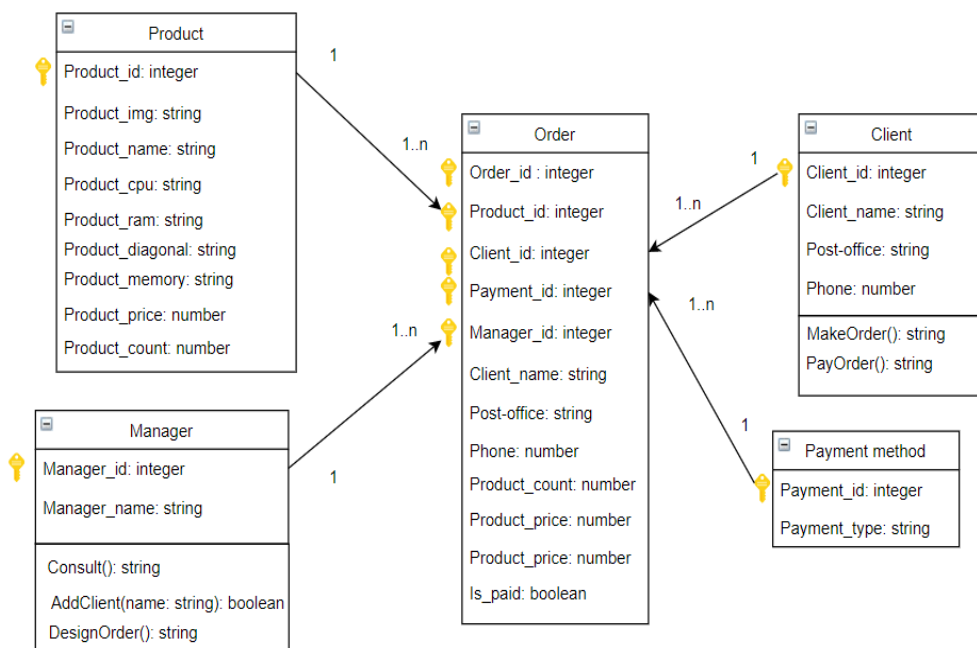 Product
Product_id: integer
Product_img: string
Product_name: string
Product_cpu: string
Product_ram: string
Product_diagonal: string
Product_memory: string
Product_price: number
Product_count: number
1
1..n
Manager
Manager_id: integer
Manager_name: string
Consult(): string
AddClient(name: string): boolean
DesignOrder(): string
1
1..n
Order
Order_id : integer
Product_id: integer
Client_id: integer
Payment_id: integer
Manager_id: integer
Client_name: string
Post-office: string
Phone: number
Product_count: number
Product_price: number
Product_price: number
Is_paid: boolean
1
1..n
Client
Client_id: integer
Client_name: string
Post-office: string
Phone: number
MakeOrder(): string
PayOrder(): string
1..n
1
Payment method
Payment_id: integer
Payment_type: string